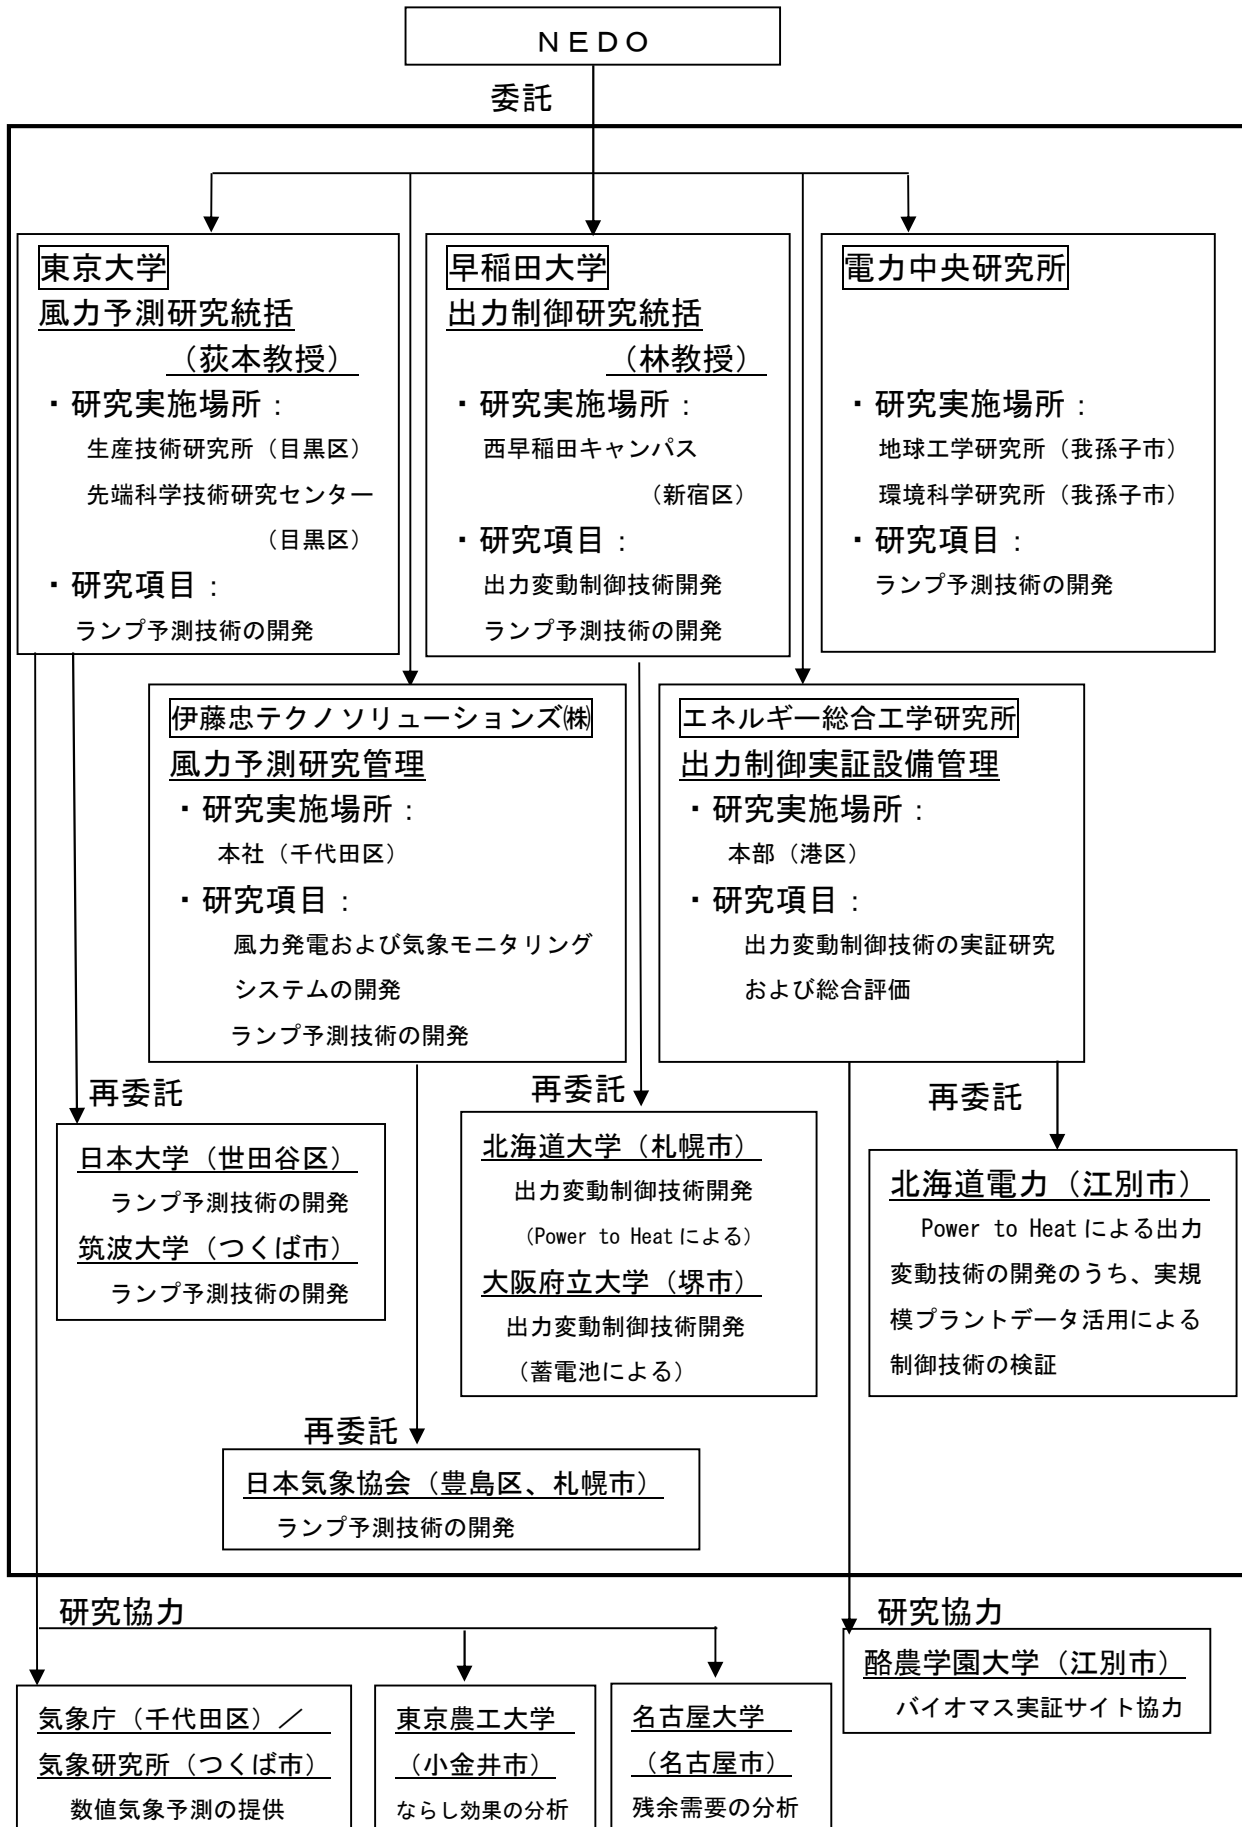 ＮＥＤＯ
委託
東京大学
風力予測研究統括
（荻本教授）
・研究実施場所：
生産技術研究所（目黒区）
先端科学技術研究センター
（目黒区）
・研究項目：
ランプ予測技術の開発
早稲田大学
出力制御研究統括
（林教授）
・研究実施場所：
西早稲田キャンパス
（新宿区）
・研究項目：
出力変動制御技術開発
ランプ予測技術の開発
電力中央研究所
・研究実施場所：
地球工学研究所（我孫子市）
環境科学研究所（我孫子市）
・研究項目：
ランプ予測技術の開発
伊藤忠テクノソリューションズ㈱
風力予測研究管理
・研究実施場所：
本社（千代田区）
・研究項目：
風力発電および気象モニタリング
システムの開発
ランプ予測技術の開発
エネルギー総合工学研究所
出力制御実証設備管理
・研究実施場所：
本部（港区）
・研究項目：
出力変動制御技術の実証研究
および総合評価
再委託
日本大学（世田谷区）
ランプ予測技術の開発
筑波大学（つくば市）
ランプ予測技術の開発
再委託
北海道大学（札幌市）
出力変動制御技術開発
（Power to Heatによる）
大阪府立大学（堺市）
出力変動制御技術開発
（蓄電池による）
再委託
北海道電力（江別市）
Power to Heatによる出力
変動技術の開発のうち、実規
模プラントデータ活用による
制御技術の検証
再委託
日本気象協会（豊島区、札幌市）
ランプ予測技術の開発
研究協力
気象庁（千代田区）／
気象研究所（つくば市）
数値気象予測の提供
東京農工大学
（小金井市）
ならし効果の分析
名古屋大学
（名古屋市）
残余需要の分析
研究協力
酪農学園大学（江別市）
バイオマス実証サイト協力